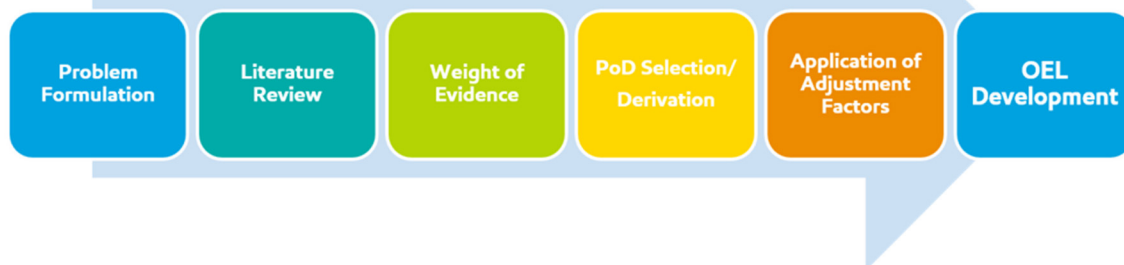 Problem
Formulation
Literature
Review
Weight of
Evidence
PoD Selection/
Derivation
Application of
Adjustment
Factors
OEL
Development